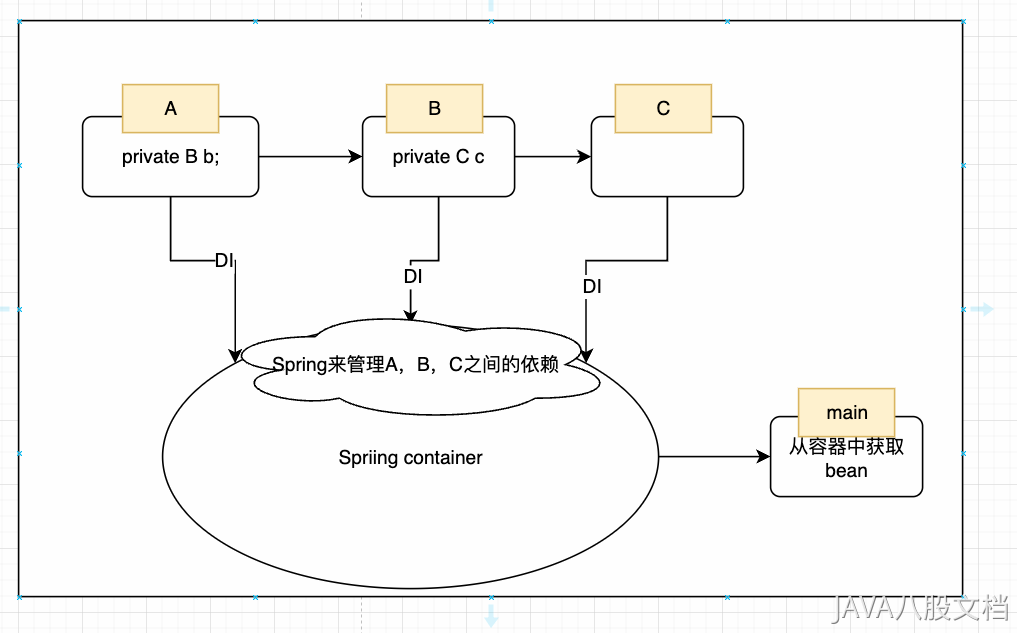 A
B
C
private B b;
private C c
DI
DI
DI
Spring来管理A，B，C之间的依赖
Spriing container
main
从容器中获取
bean
JAVA八股文档